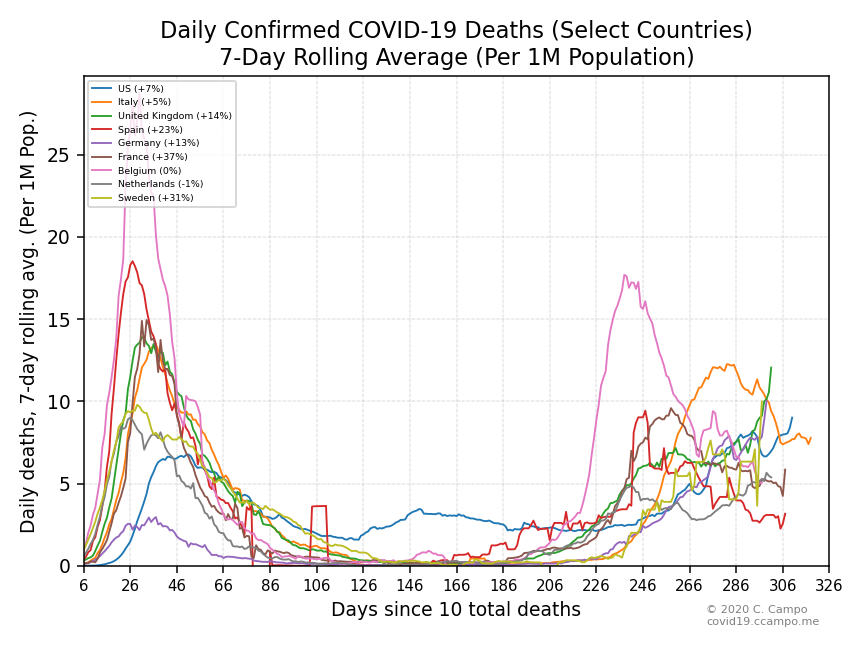 Daily Confirmed COVID-19 Deaths (Select Countries)
7-Day Rolling Average (Per 1M Population)
Daily deaths, 7-day rolling avg. (Per 1M Pop.)
US (+7%)
Italy (+5%)
United Kingdom (+14%)
Spain (+23%)
Germany (+13%)
France (+37%)
Belgium (0%)
Netherlands (-1%)
Sweden (+31%)
25
20
15
10
5
0
6 26 46 66 86 106 126 146 166 186 206 226 246 266 286 306 326
Days since 10 total deaths
© 2020 C. Campo
covid19.ccampo.me